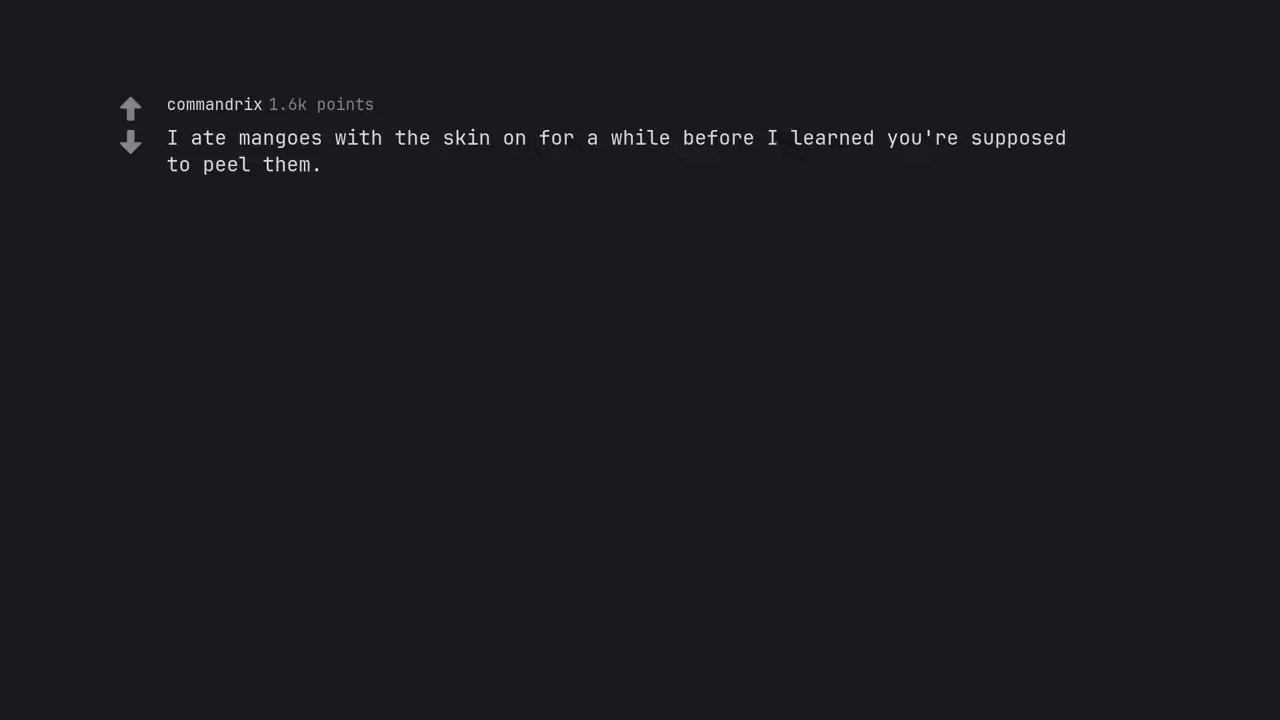 commandrix 1.6k points
I ate mangoes with the skin on for a while before I learned you're supposed
to peel them.